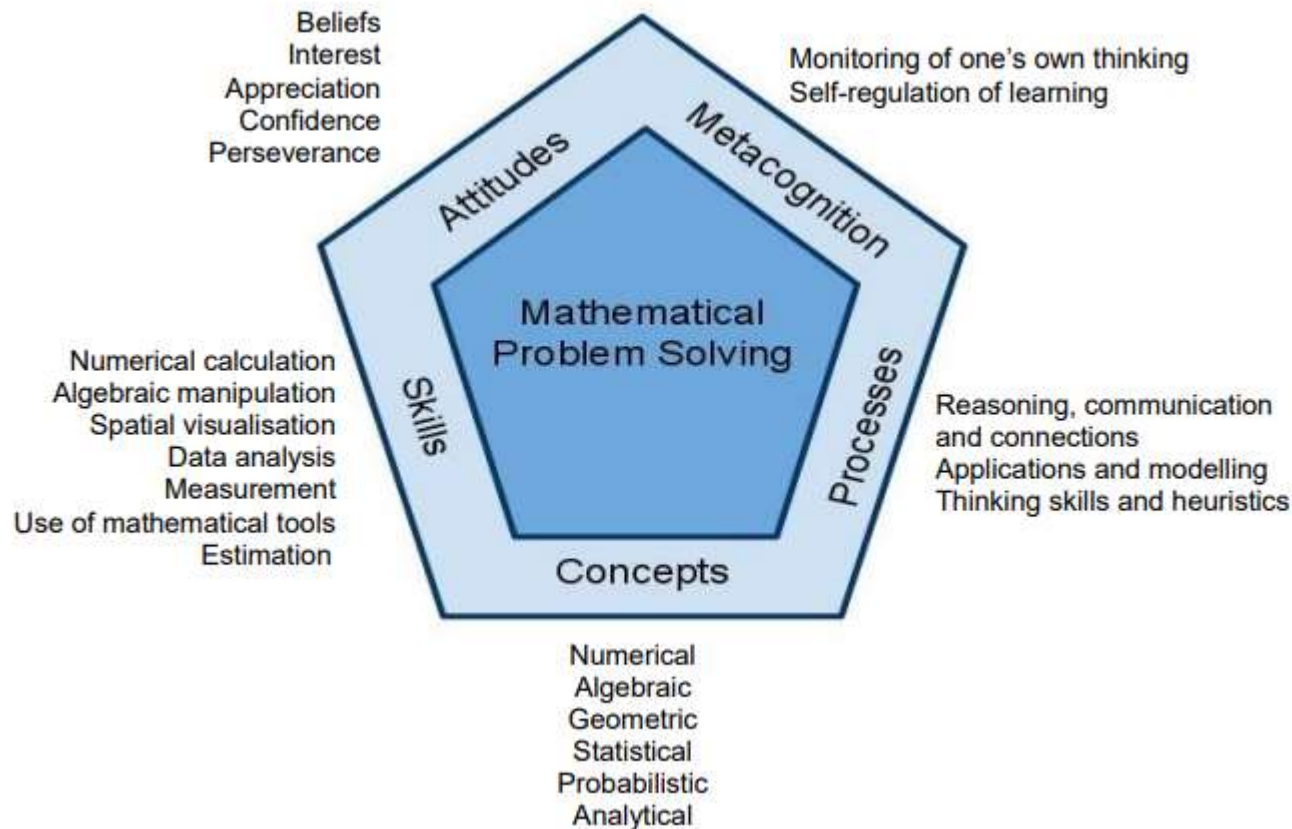 Beliefs
Interest
Appreciation
Confidence
Perseverance
Monitoring of one's own thinking
Self-regulation of learning
Attitudes
Metacognition
Mathematical
Problem Solving
Numerical calculation
Algebraic manipulation
Spatial visualisation
Data analysis
Measurement
Use of mathematical tools
Estimation
Skills
Processes
Reasoning, communication
and connections
Applications and modelling
Thinking skills and heuristics
Concepts
Numerical
Algebraic
Geometric
Statistical
Probabilistic
Analytical